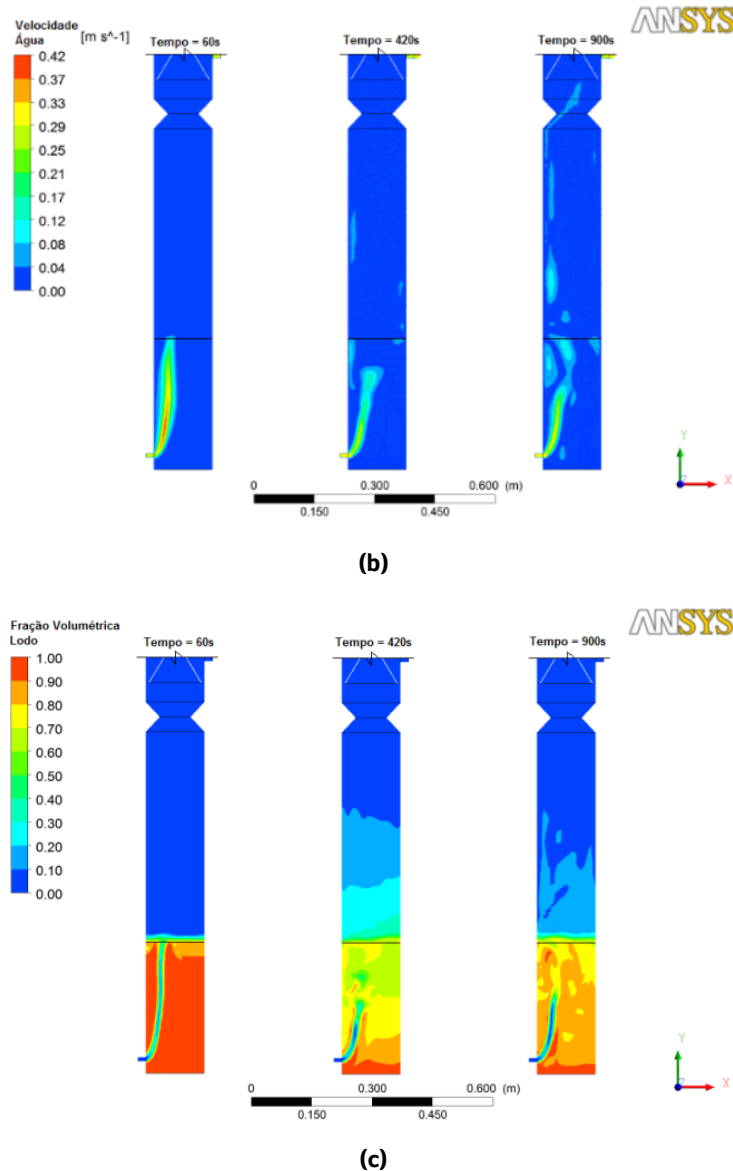 Velocidade
Água [m s^-1]
Tempo = 60s
Tempo = 420s
Tempo = 900s
ANSYS
0.42
0.37
0.33
0.29
0.25
0.21
0.17
0.12
0.08
0.04
0.00
0 0.300 0.600 (m)
0.150 0.450
Y
Z X
(b)
Fração Volumétrica
Lodo
Tempo = 60s
Tempo = 420s
Tempo = 900s
ANSYS
1.00
0.90
0.80
0.70
0.60
0.50
0.40
0.30
0.20
0.10
0.00
0 0.300 0.600 (m)
0.150 0.450
Y
Z X
(c)